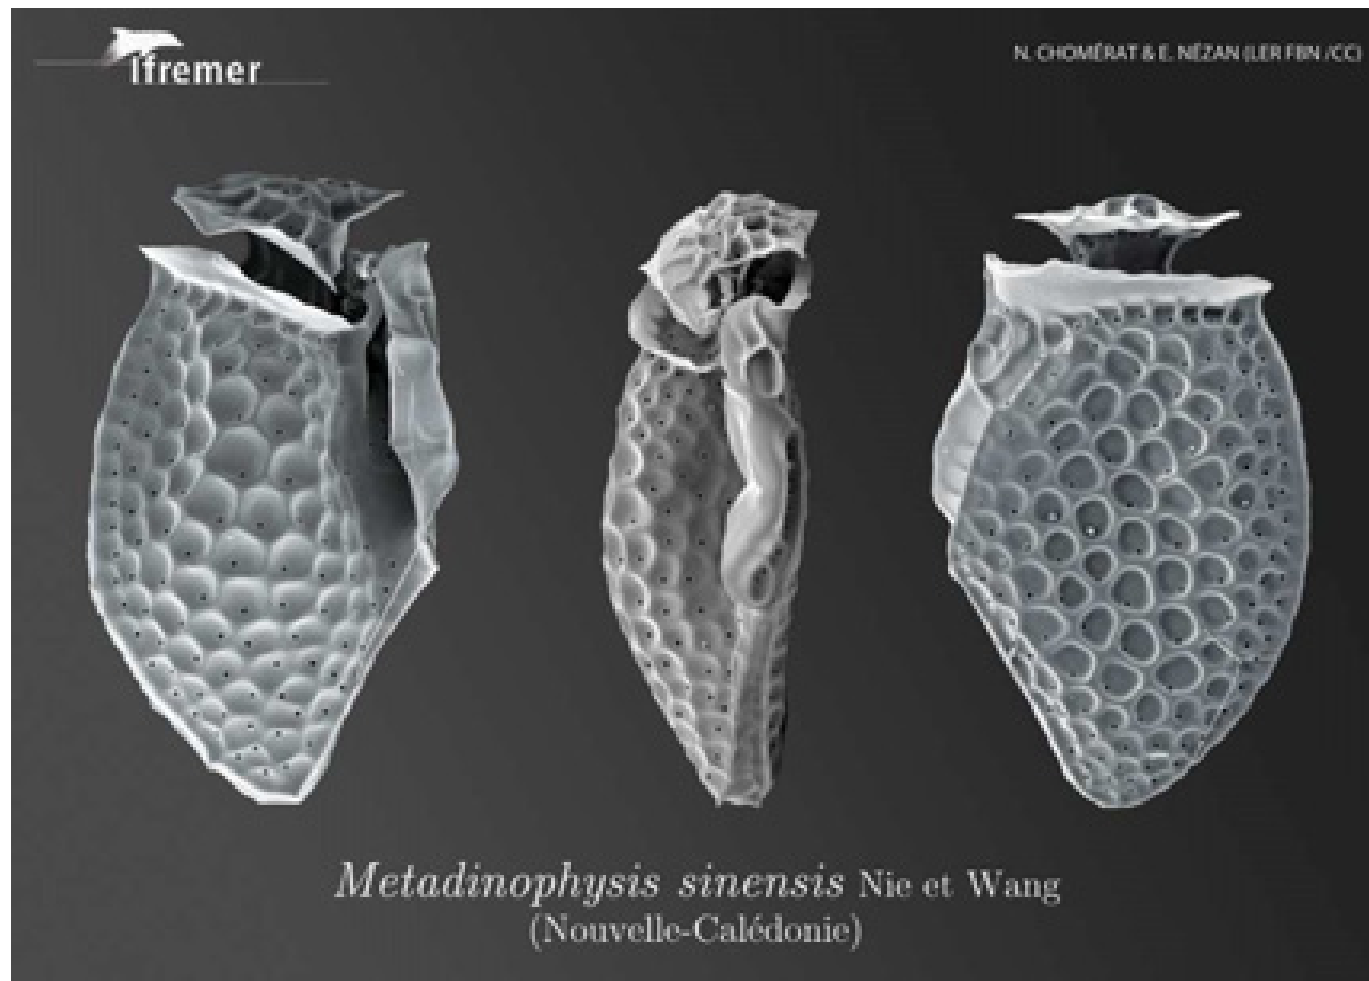 Ifremer
N. CHOMÉRAT & E. NÉZAN (LER FBN /CC)
Metadinophysis sinensis Nie et Wang
(Nouvelle-Calédonie)